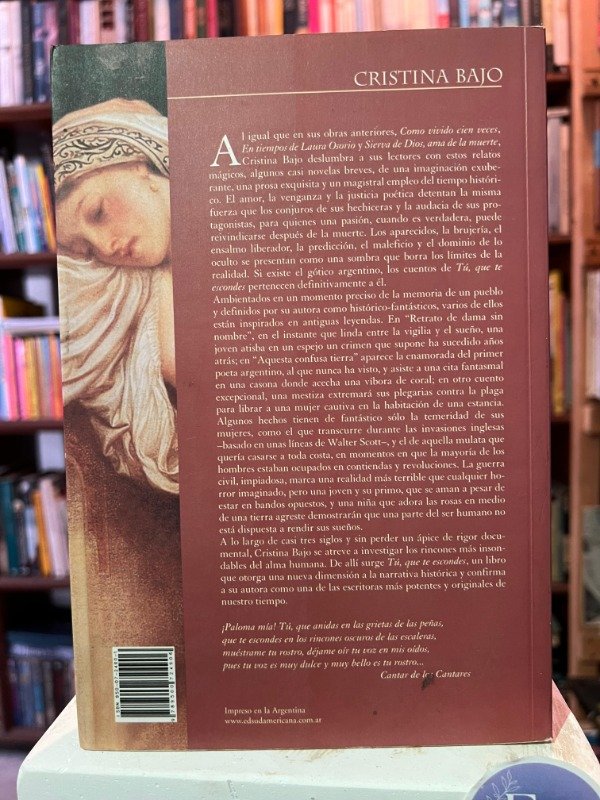 CRISTINA BAJO
Al igual que en sus obras anteriores, Como vivido cien veces,
En tiempos de Laura Osorio y Sierva de Dios, ama de la muerte,
Cristina Bajo deslumbra a sus lectores con estos relatos
mágicos, algunos casi novelas breves, de una imaginación exube-
rante, una prosa exquisita y un magistral empleo del tiempo históri-
co. El amor, la venganza y la justicia poética detentan la misma
fuerza que los conjuros de sus hechiceras y la audacia de sus pro-
tagonistas, para quienes una pasión, cuando es verdadera, puede
reivindicarse después de la muerte. Los aparecidos, la brujería, el
ensalmo liberador, la predicción, el maleficio y el dominio de lo
oculto se presentan como una sombra que borra los límites de la
realidad. Si existe el gótico argentino, los cuentos de Tú, que te
escondes pertenecen definitivamente a él.
Ambientados en un momento preciso de la memoria de un pueblo
y definidos por su autora como histórico-fantásticos, varios de ellos
están inspirados en antiguas leyendas. En “Retrato de dama sin
nombre”, en el instante que linda entre la vigilia y el sueño, una
joven atisba en un espejo un crimen que supone ha sucedido años
atrás; en “Aquesta confusa tierra” aparece la enamorada del primer
poeta argentino, al que nunca ha visto, y asiste a una cita fantasmal
en una casona donde acecha una víbora de coral; en otro cuento
excepcional, una mestiza extremará sus plegarias contra la plaga
para librar a una mujer cautiva en la habitación de una estancia.
Algunos hechos tienen de fantástico sólo la temeridad de sus
mujeres, como el que transcurre durante las invasiones inglesas
–basado en unas líneas de Walter Scott–, y el de aquella mulata que
quería casarse a toda costa, en momentos en que la mayoría de los
hombres estaban ocupados en contiendas y revoluciones. La guerra
civil, impiadosa, marca una realidad más terrible que cualquier hor-
ror imaginado, pero una joven y su primo, que se aman a pesar de
estar en bandos opuestos, y una niña que adora las rosas en medio
de una tierra agreste demostrarán que una parte del ser humano no
está dispuesta a rendir sus sueños.
A lo largo de casi tres siglos y sin perder un ápice de rigor docu-
mental, Cristina Bajo se atreve a investigar los rincones más inson-
dables del alma humana. De allí surge Tú, que te escondes, un libro
que otorga una nueva dimensión a la narrativa histórica y confirma
a su autora como una de las escritoras más potentes y originales de
nuestro tiempo.
¡Paloma mía! Tú, que anidas en las grietas de las peñas,
que te escondes en los rincones oscuros de las escaleras,
muéstrame tu rostro, déjame oír tu voz en mis oídos,
pues tu voz es muy dulce y muy bello es tu rostro...
Cantar de los Cantares
Impreso en la Argentina
www.edsudamericana.com.ar